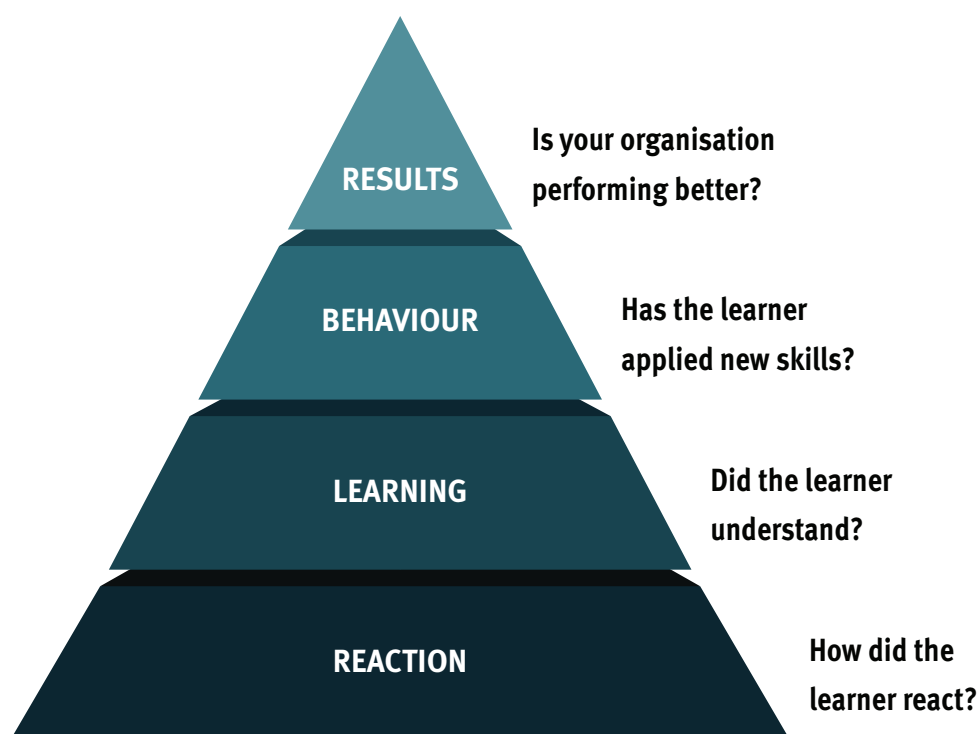 RESULTS
Is your organisation
performing better?
BEHAVIOUR
Has the learner
applied new skills?
LEARNING
Did the learner
understand?
REACTION
How did the
learner react?